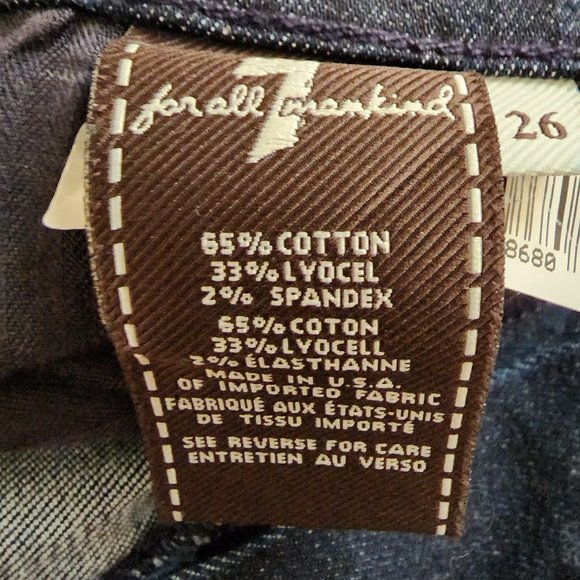 7
for all mankind
26
8680
65% COTTON
33% LYOCEL
2% SPANDEX
65% COTON
33% LYOCELL
2% ÉLASTHANNE
MADE IN U.S.A.
OF IMPORTED FABRIC
FABRIQUÉ AUX ÉTATS-UNIS
DE TISSU IMPORTÉ
SEE REVERSE FOR CARE
ENTRETIEN AU VERSO